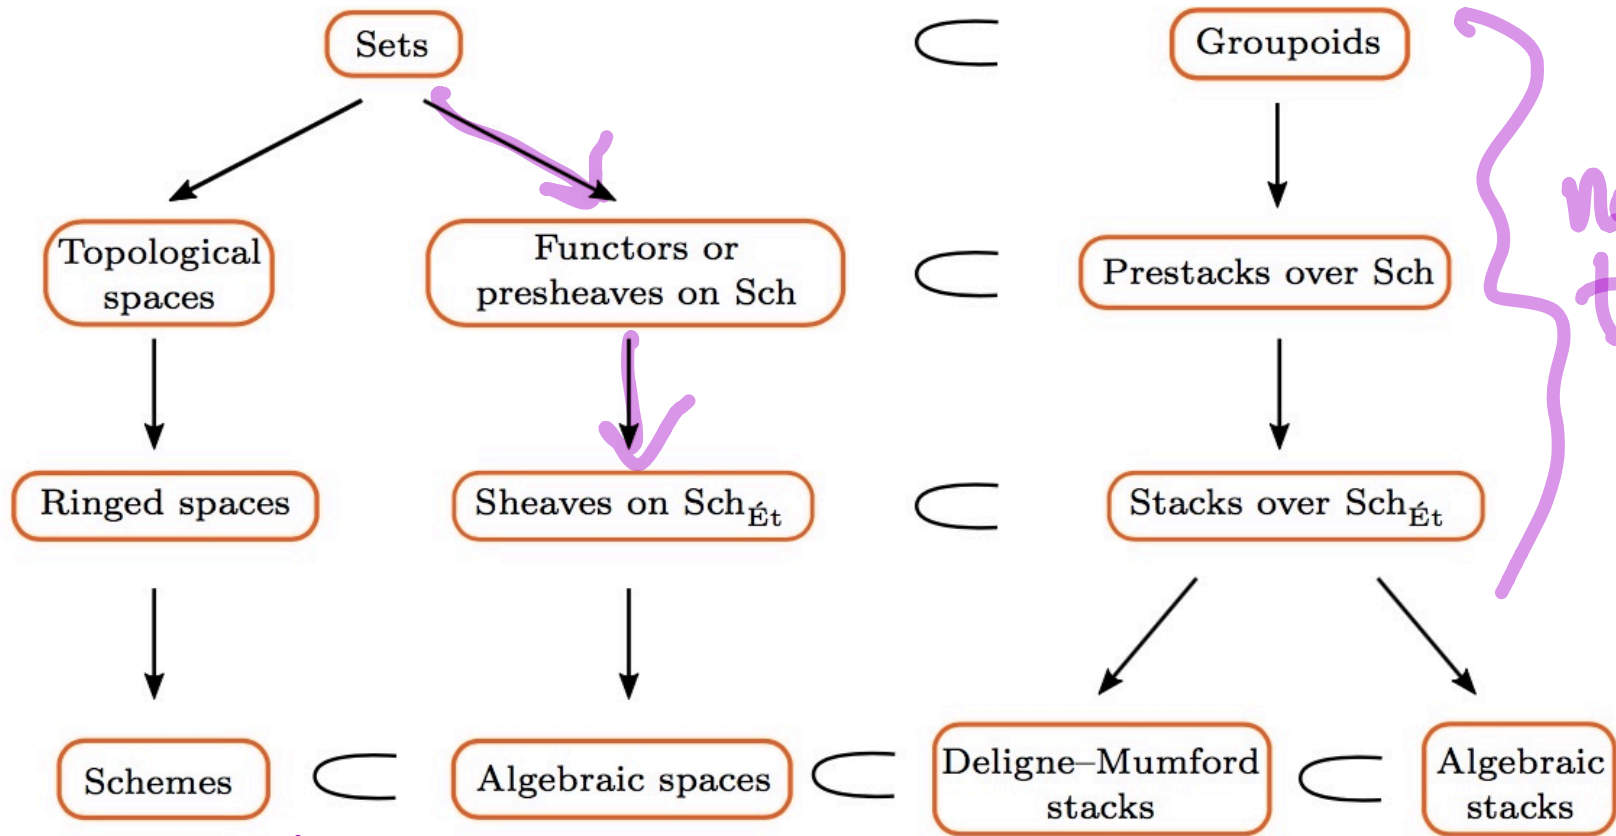 Sets
Groupoids
Topological
spaces
Functors or
presheaves on Sch
Prestacks over Sch
Ringed spaces
Sheaves on Sch_Ét
Stacks over Sch_Ét
Schemes
Algebraic spaces
Deligne–Mumford
stacks
Algebraic
stacks